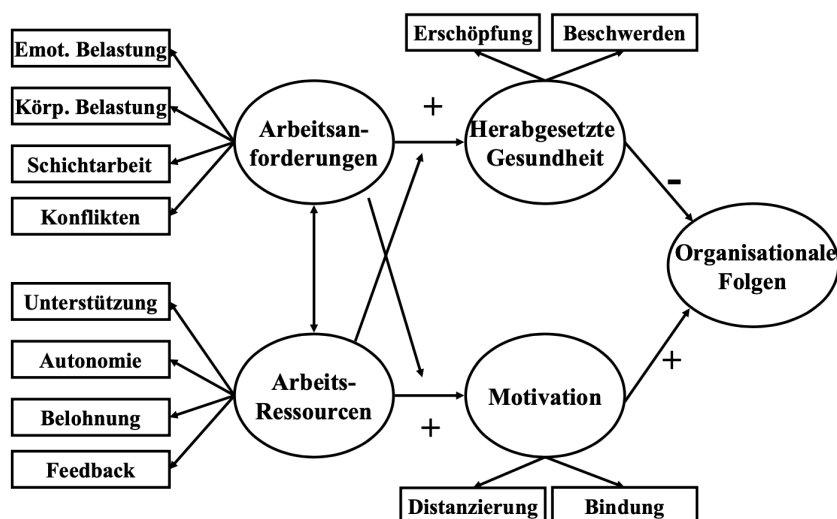 Erschöpfung
Beschwerden
Emot. Belastung
Körp. Belastung
Schichtarbeit
Konflikten
Arbeitsan-
forderungen
+
Herabgesetzte
Gesundheit
-
Organisationale
Folgen
Unterstützung
Autonomie
Belohnung
Feedback
Arbeits-
Ressourcen
+
Motivation
+
Distanzierung
Bindung